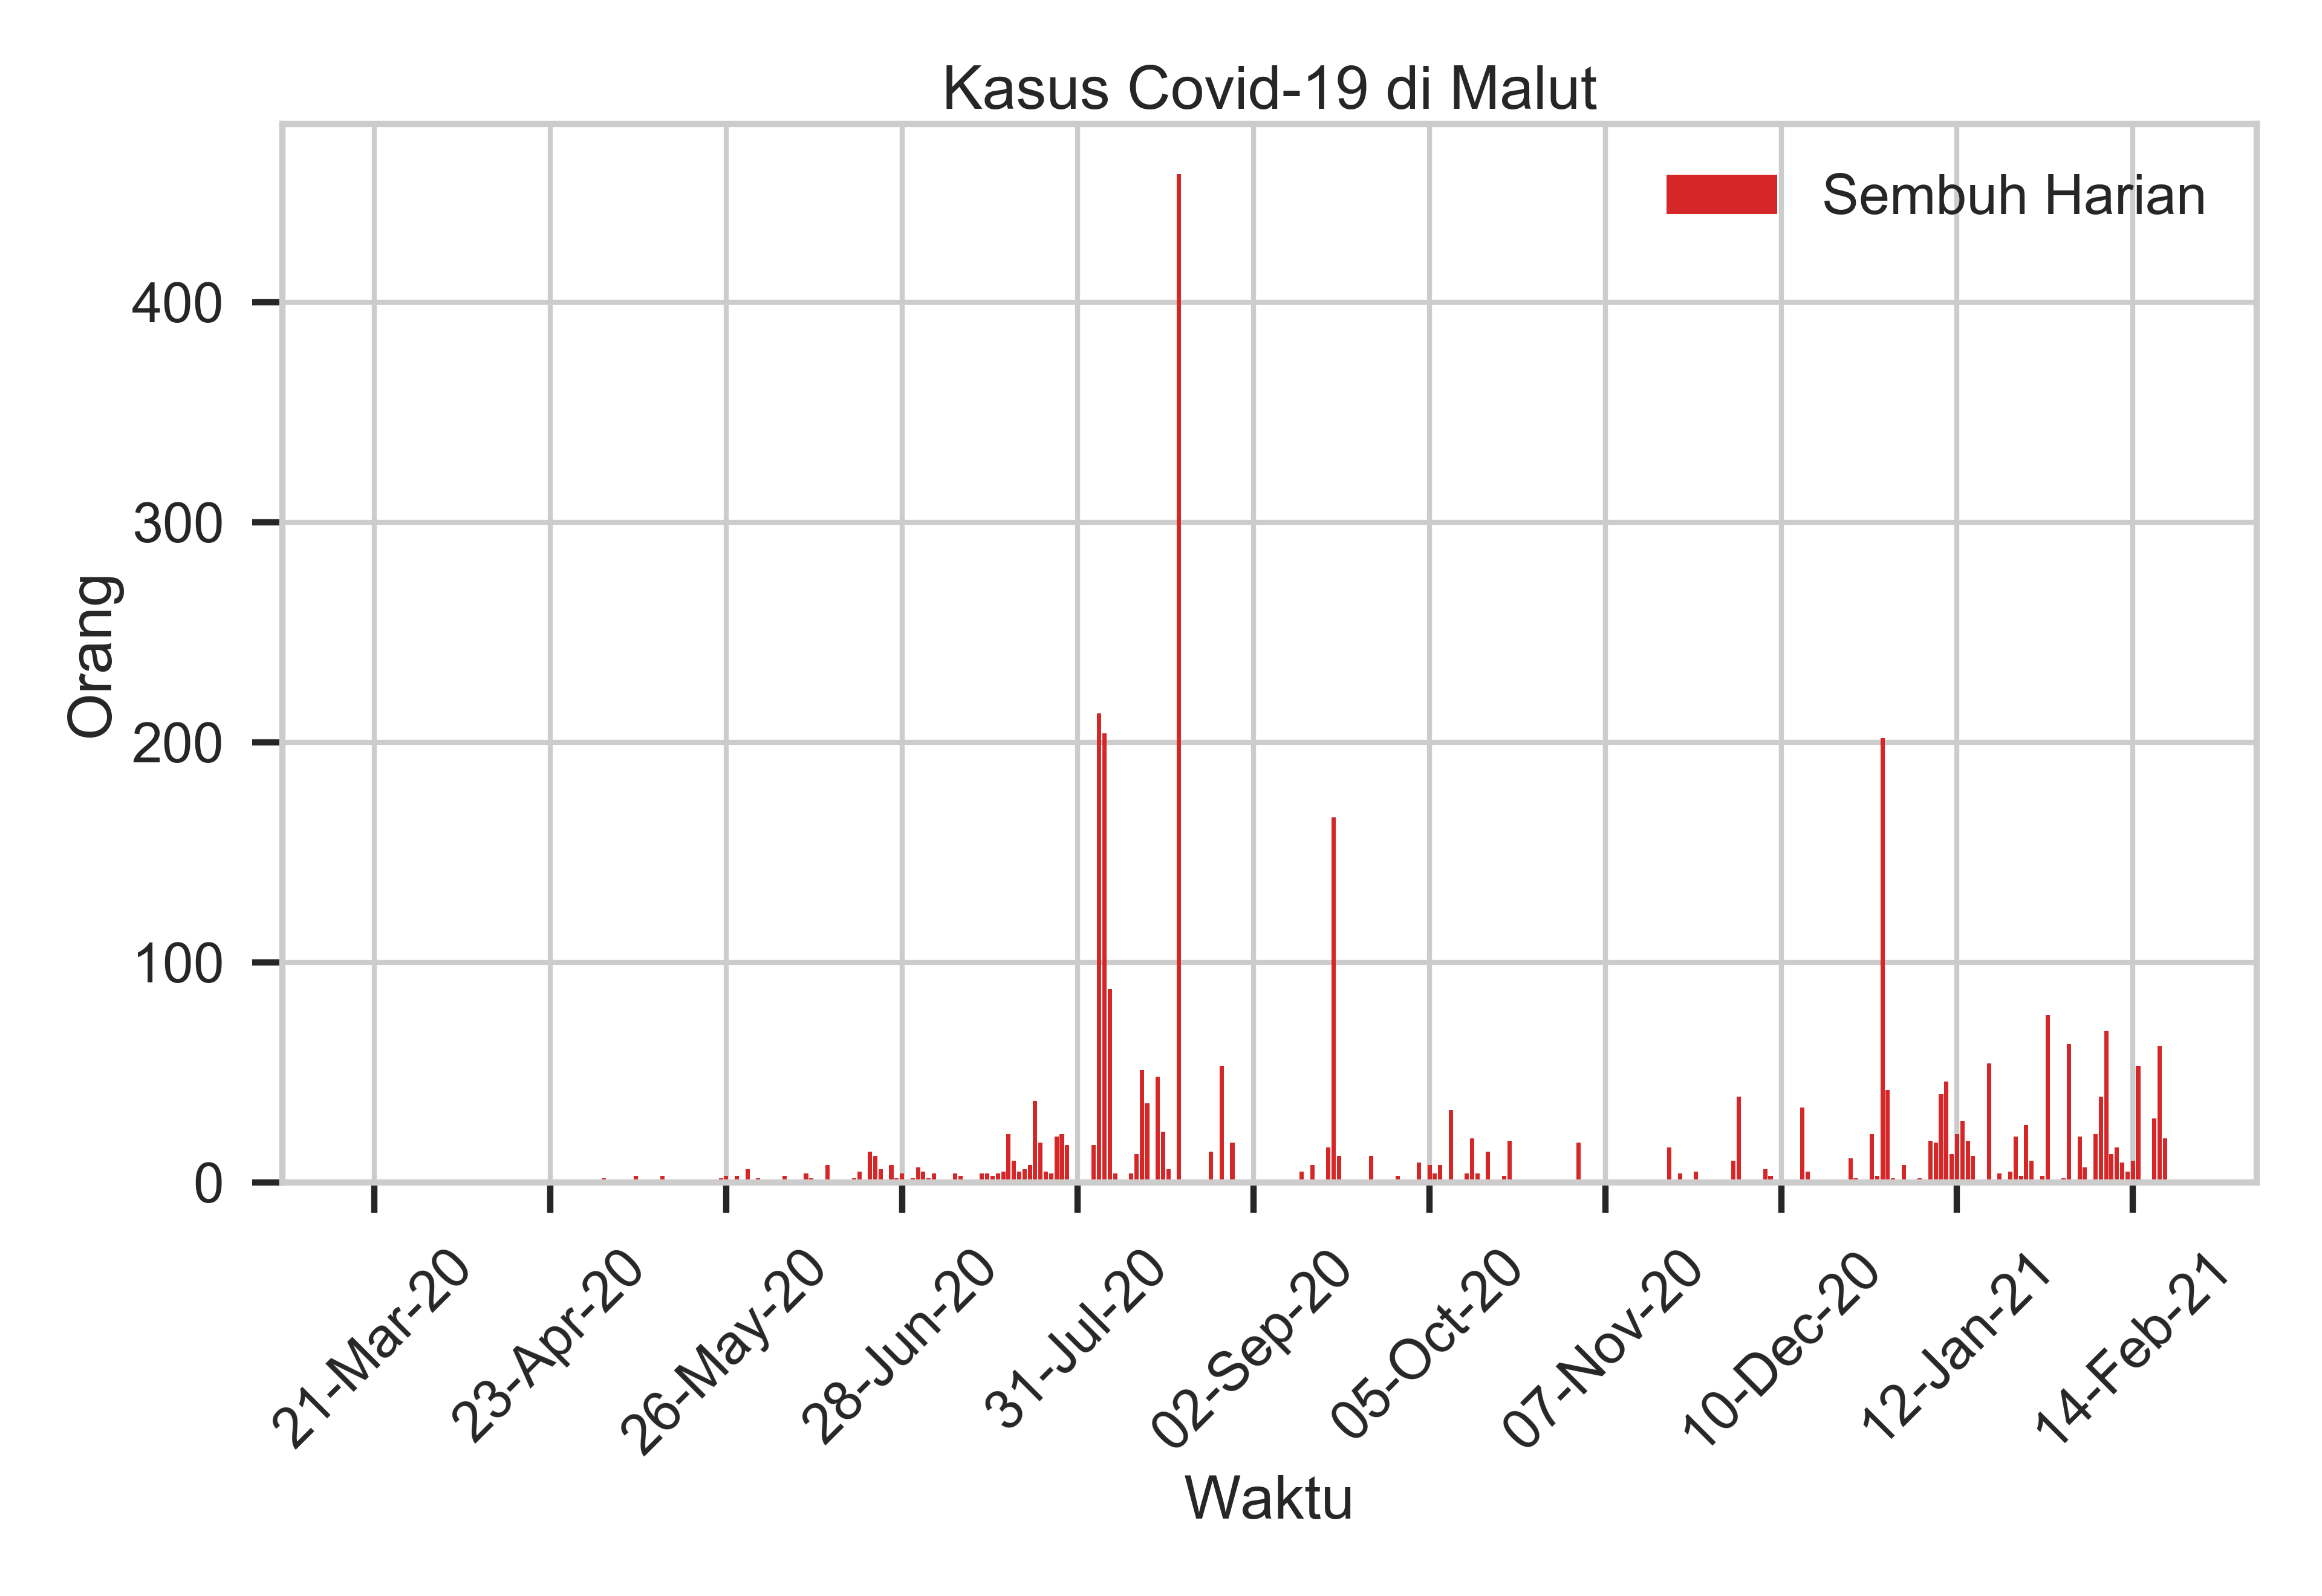 Kasus Covid-19 di Malut
Sembuh Harian
Orang
400
300
200
100
0
21-Mar-20
23-Apr-20
26-May-20
28-Jun-20
31-Jul-20
02-Sep-20
05-Oct-20
07-Nov-20
10-Dec-20
12-Jan-21
14-Feb-21
Waktu